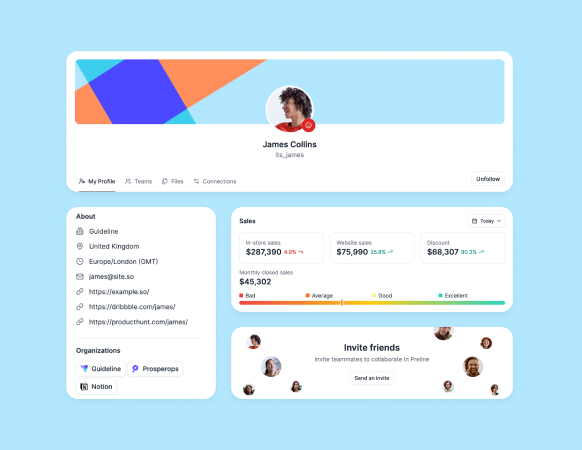 James Collins
its_james
My Profile
Teams
Files
Connections
Unfollow
About
Guideline
United Kingdom
Europe/London (GMT)
james@site.so
https://example.so/
https://dribbble.com/james/
https://producthunt.com/james/
Organizations
Guideline
Prosperops
Notion
Sales
Today
In-store sales
$287,390 4.9%
Website sales
$75,990 25.8%
Discount
$68,307 90.3%
Monthly closed sales
$45,302
Bad
Average
Good
Excellent
Invite friends
Invite teammates to collaborate in Preline
Send an invite